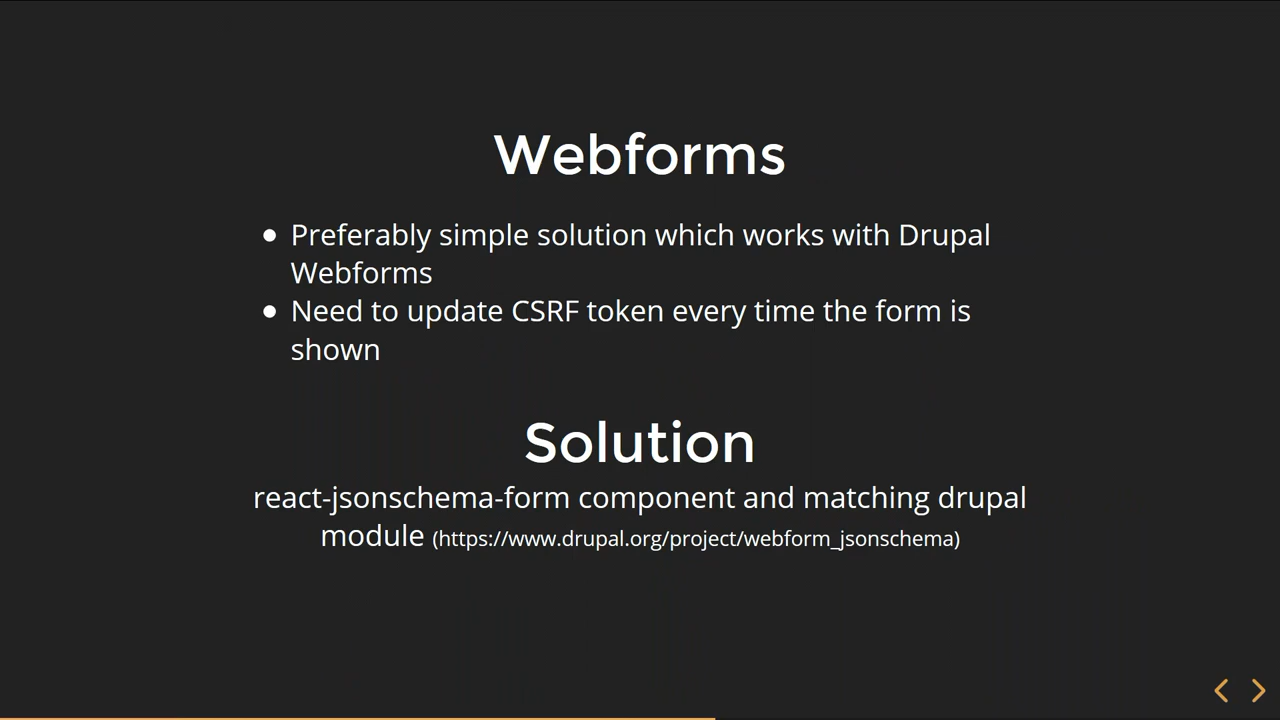 Webforms
Preferably simple solution which works with Drupal
Webforms
Need to update CSRF token every time the form is
shown
Solution
react-jsonschema-form component and matching drupal
module (https://www.drupal.org/project/webform_jsonschema)